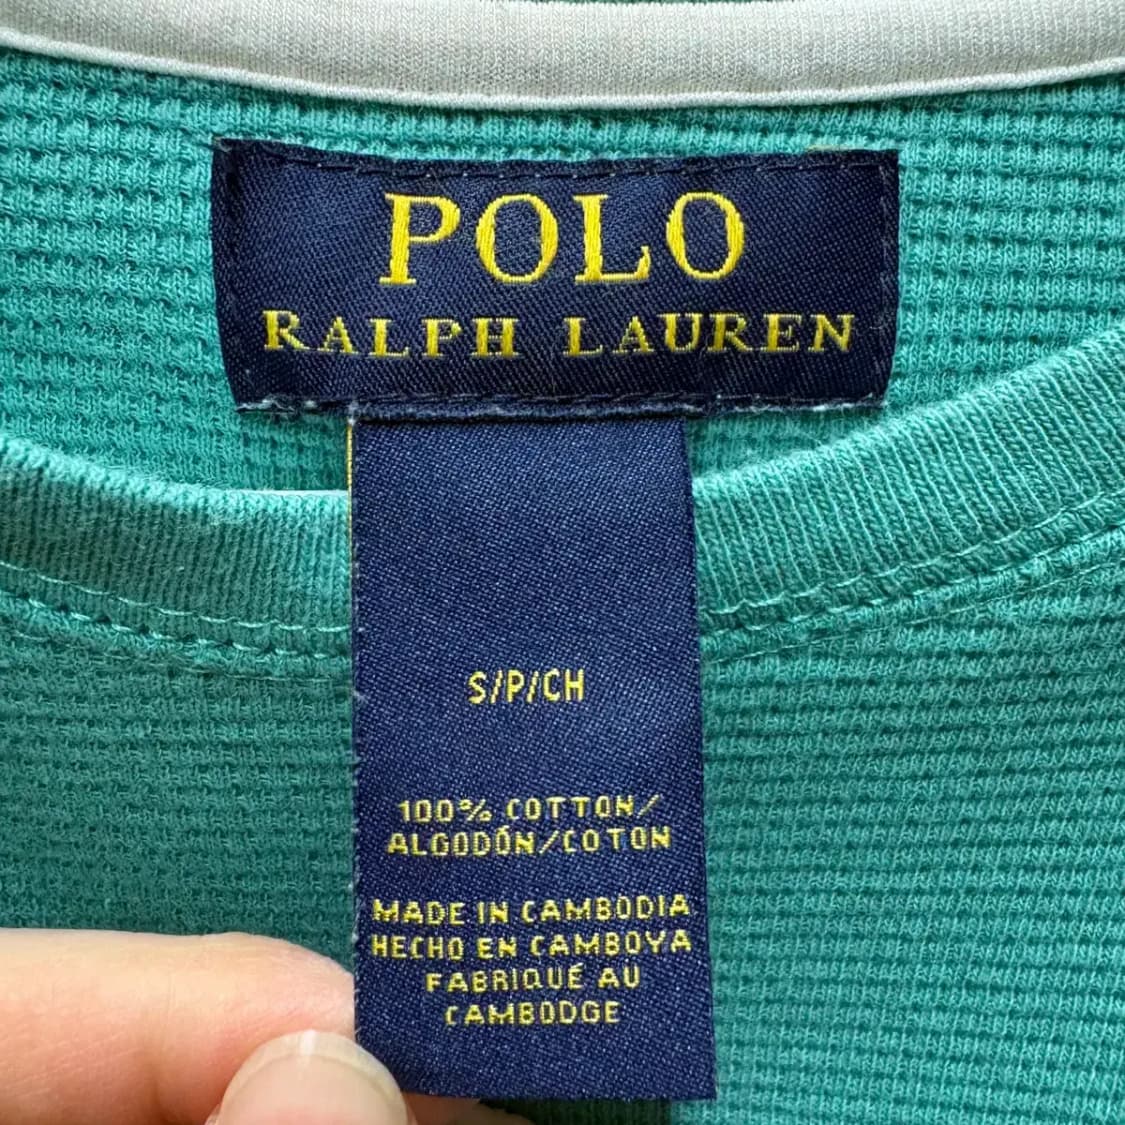 POLO
RALPH LAUREN
S/P/CH
100% COTTON/
ALGODÓN/COTON
MADE IN CAMBODIA
HECHO EN CAMBOYA
FABRIQUÉ AU
CAMBODGE